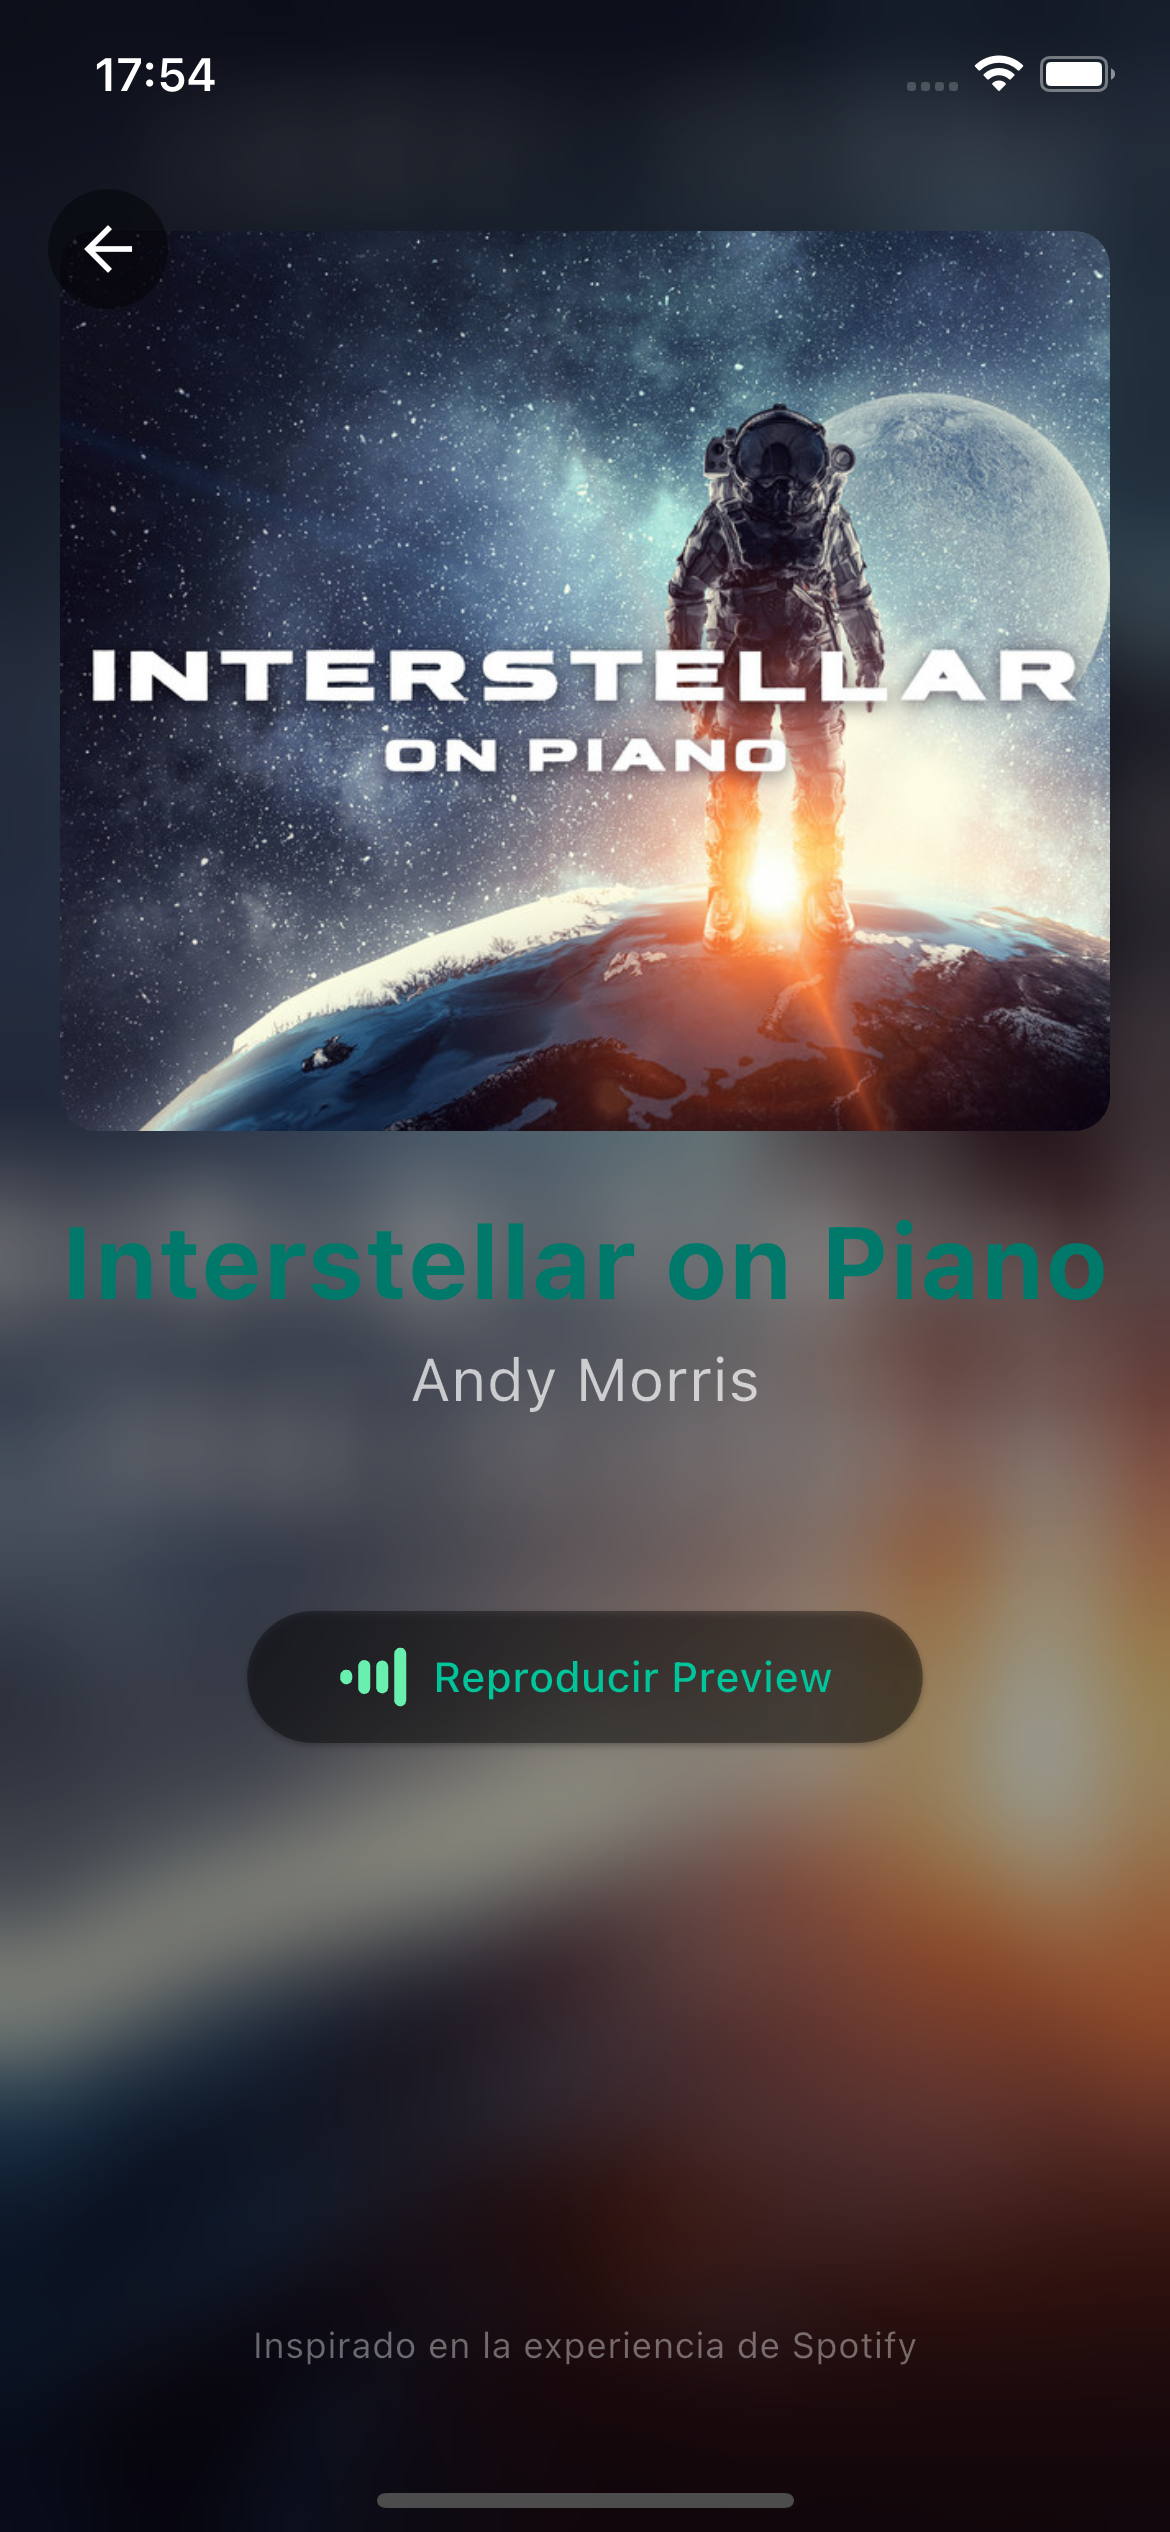 17:54
INTERSTELLAR
ON PIANO
Interstellar on Piano
Andy Morris
Reproducir Preview
Inspirado en la experiencia de Spotify